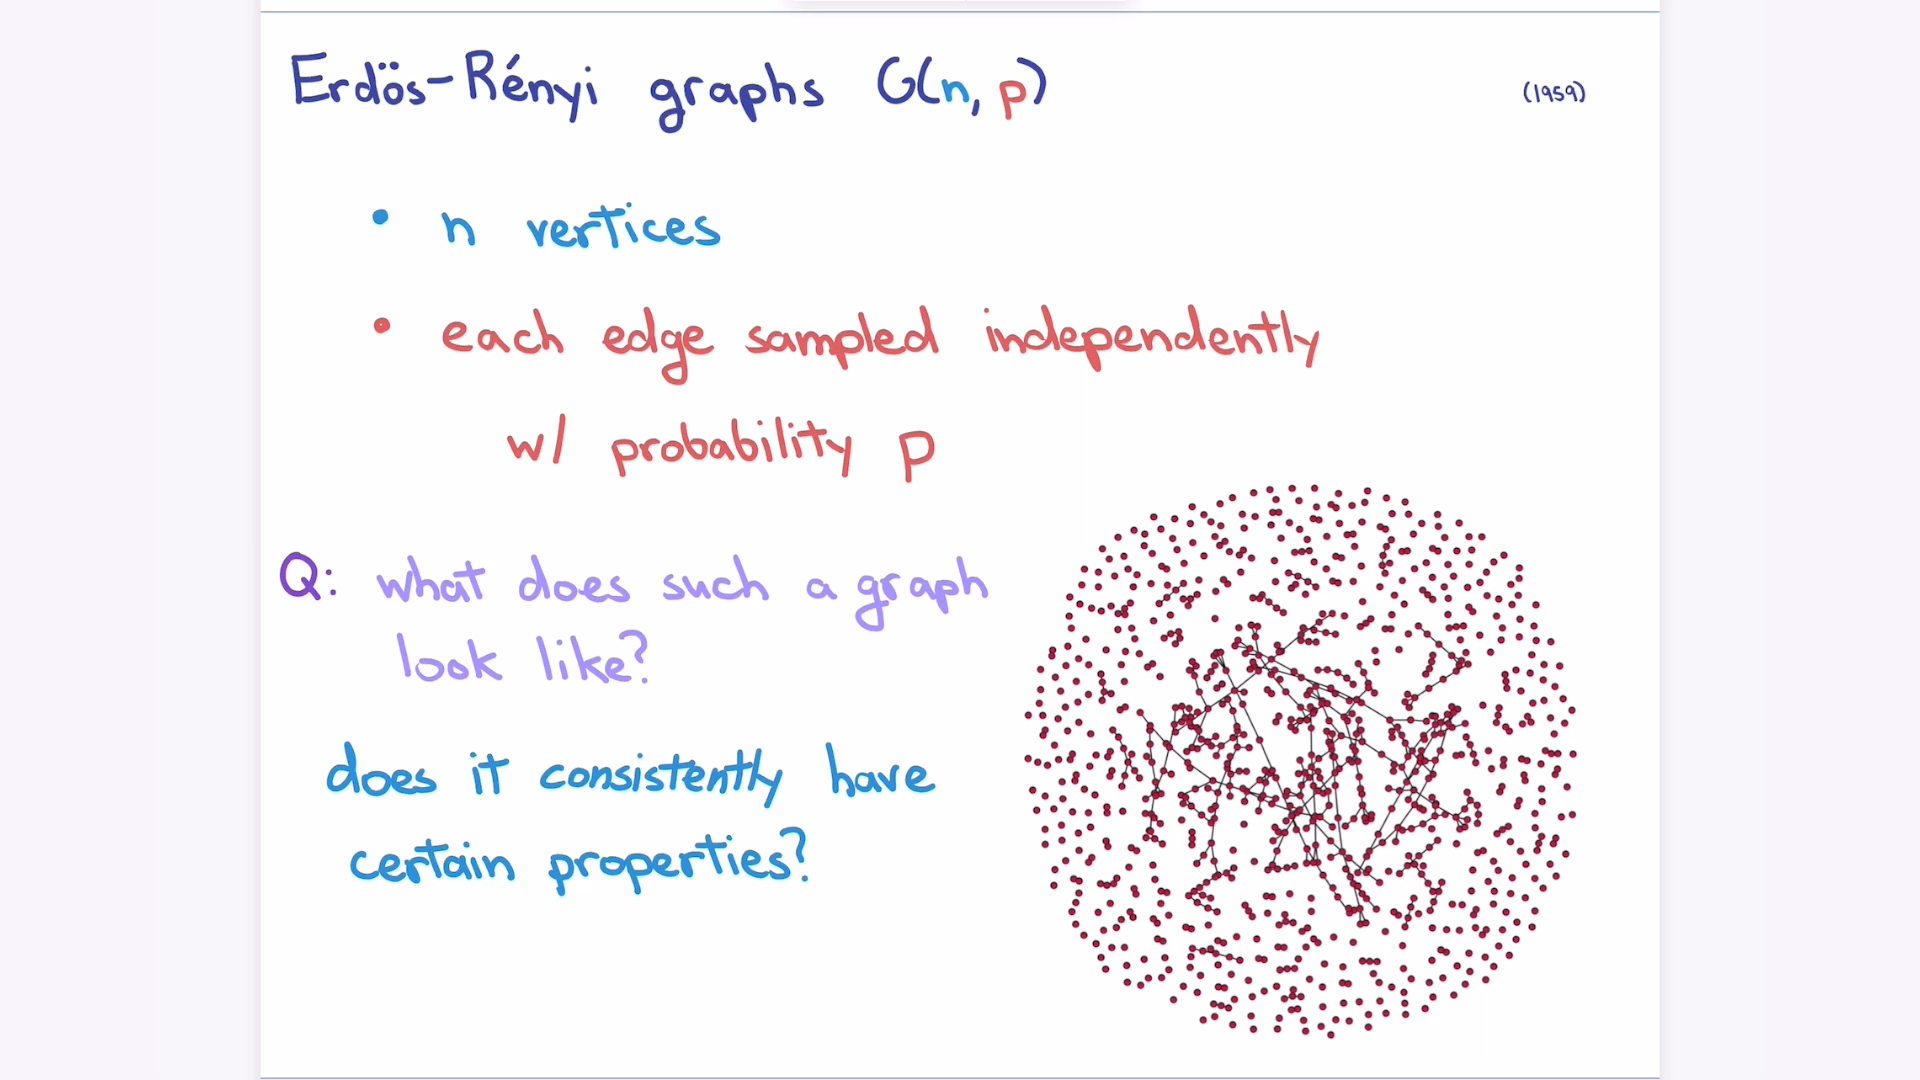 Erdös-Rényi graphs G(n, p) (1959)
• n vertices
• each edge sampled independently
w/ probability p
Q: what does such a graph
look like?
does it consistently have
certain properties?